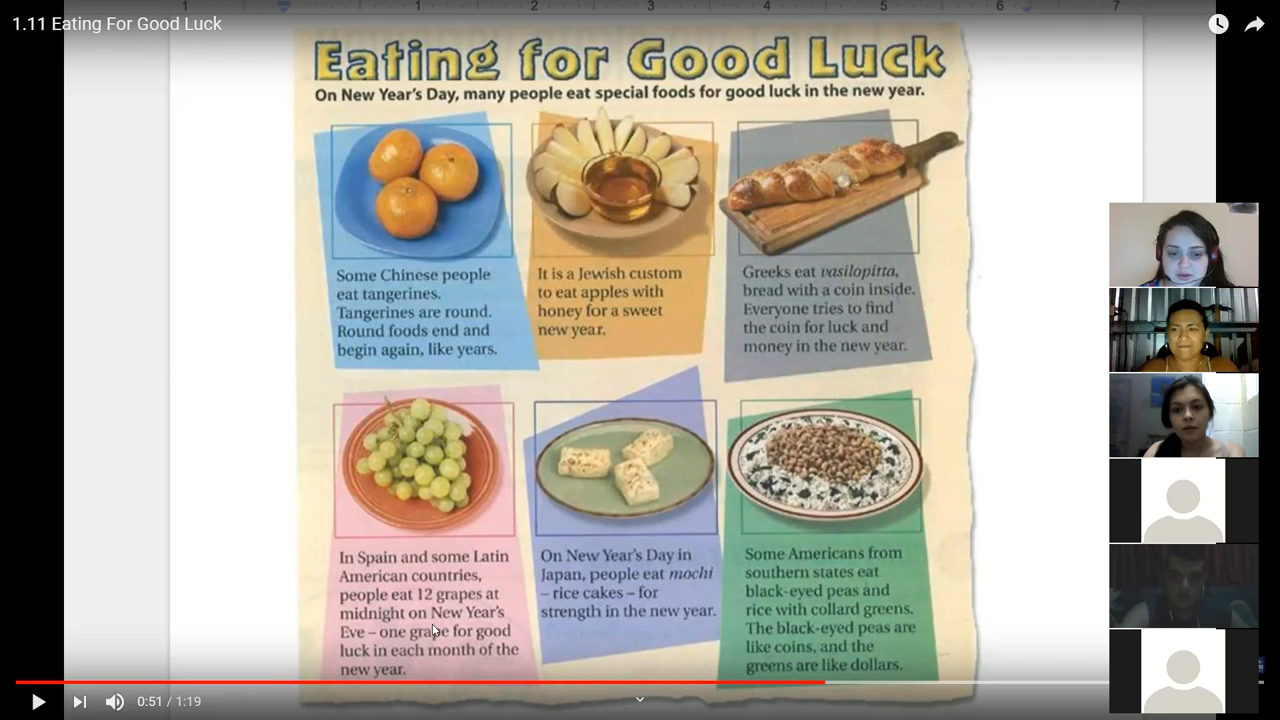 1 1 2 3 4 5 6 7
1.11 Eating For Good Luck
Eating for Good Luck
On New Year's Day, many people eat special foods for good luck in the new year.
Some Chinese people
eat tangerines.
Tangerines are round.
Round foods end and
begin again, like years.
It is a Jewish custom
to eat apples with
honey for a sweet
new year.
Greeks eat vasilopitta,
bread with a coin inside.
Everyone tries to find
the coin for luck and
money in the new year.
In Spain and some Latin
American countries,
people eat 12 grapes at
midnight on New Year's
Eve – one grape for good
luck in each month of the
new year.
On New Year's Day in
Japan, people eat mochi
– rice cakes – for
strength in the new year.
Some Americans from
southern states eat
black-eyed peas and
rice with collard greens.
The black-eyed peas are
like coins, and the
greens are like dollars.
0:51 / 1:19